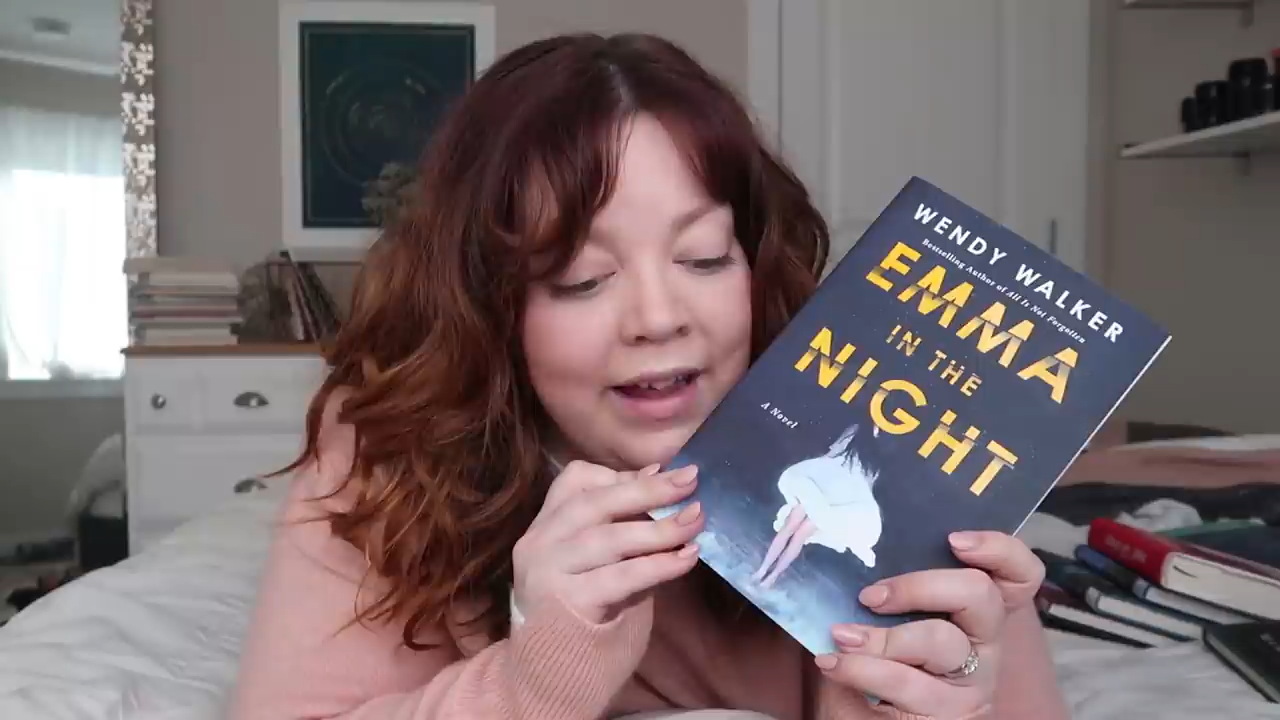 WENDY WALKER
Bestselling Author of All Is Not Forgotten
EMMA
IN THE
NIGHT
A Novel